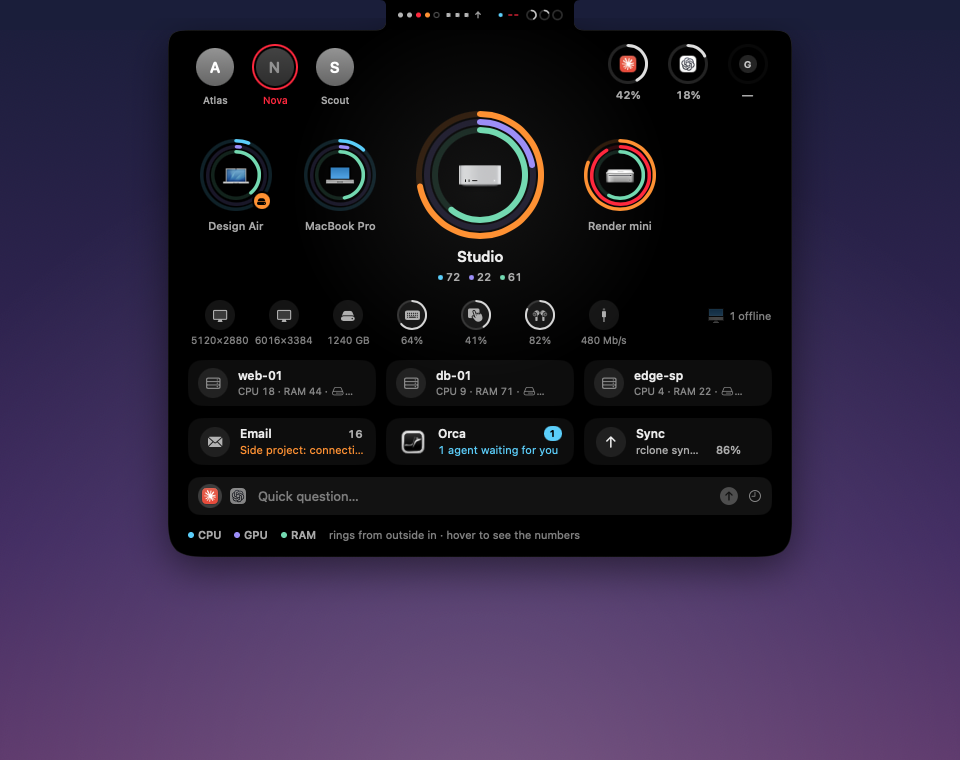 A
N
S
Atlas
Nova
Scout
G
42%
18%
—
Design Air
MacBook Pro
Render mini
Studio
72 22 61
5120×2880
6016×3384
1240 GB
64%
41%
82%
480 Mb/s
1 offline
web-01
CPU 18 · RAM 44 · …
db-01
CPU 9 · RAM 71 · …
edge-sp
CPU 4 · RAM 22 · …
Email 16
Side project: connecti…
Orca 1
1 agent waiting for you
Sync
rclone syn… 86%
Quick question…
CPU GPU RAM rings from outside in · hover to see the numbers